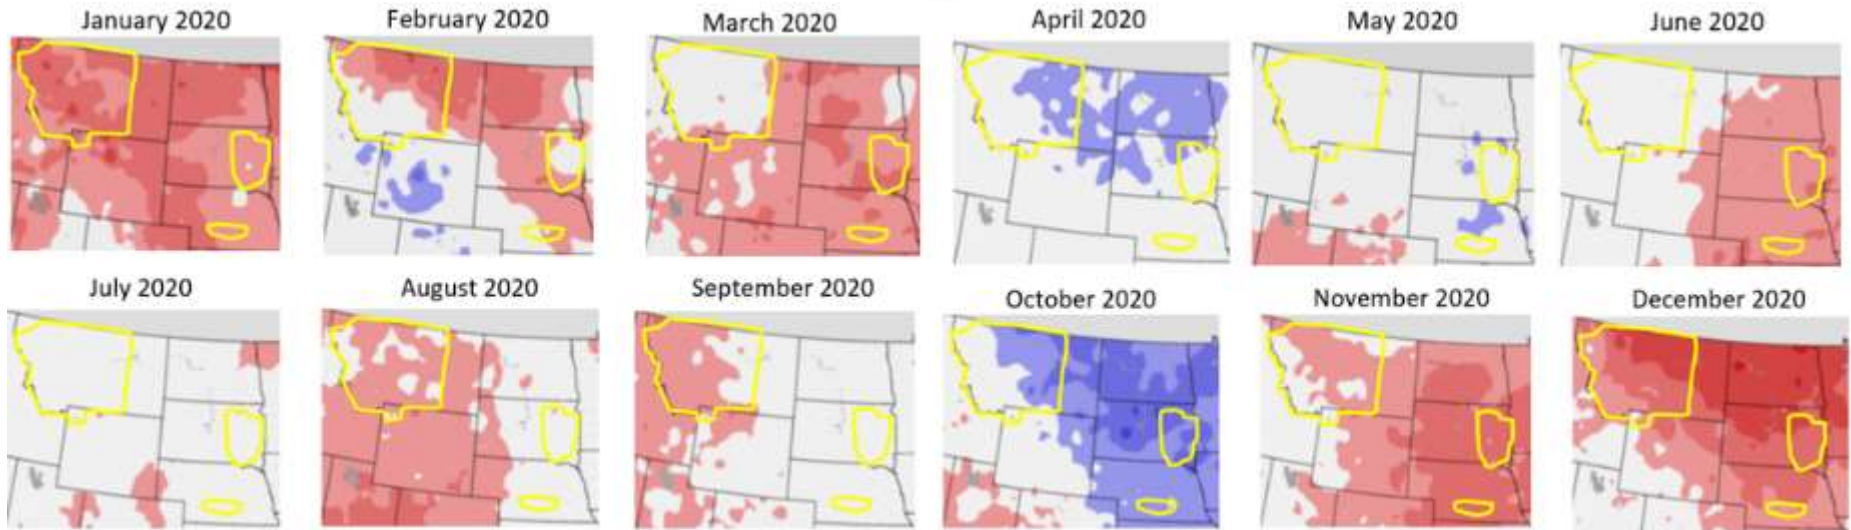 January 2020
February 2020
March 2020
April 2020
May 2020
June 2020
July 2020
August 2020
September 2020
October 2020
November 2020
December 2020